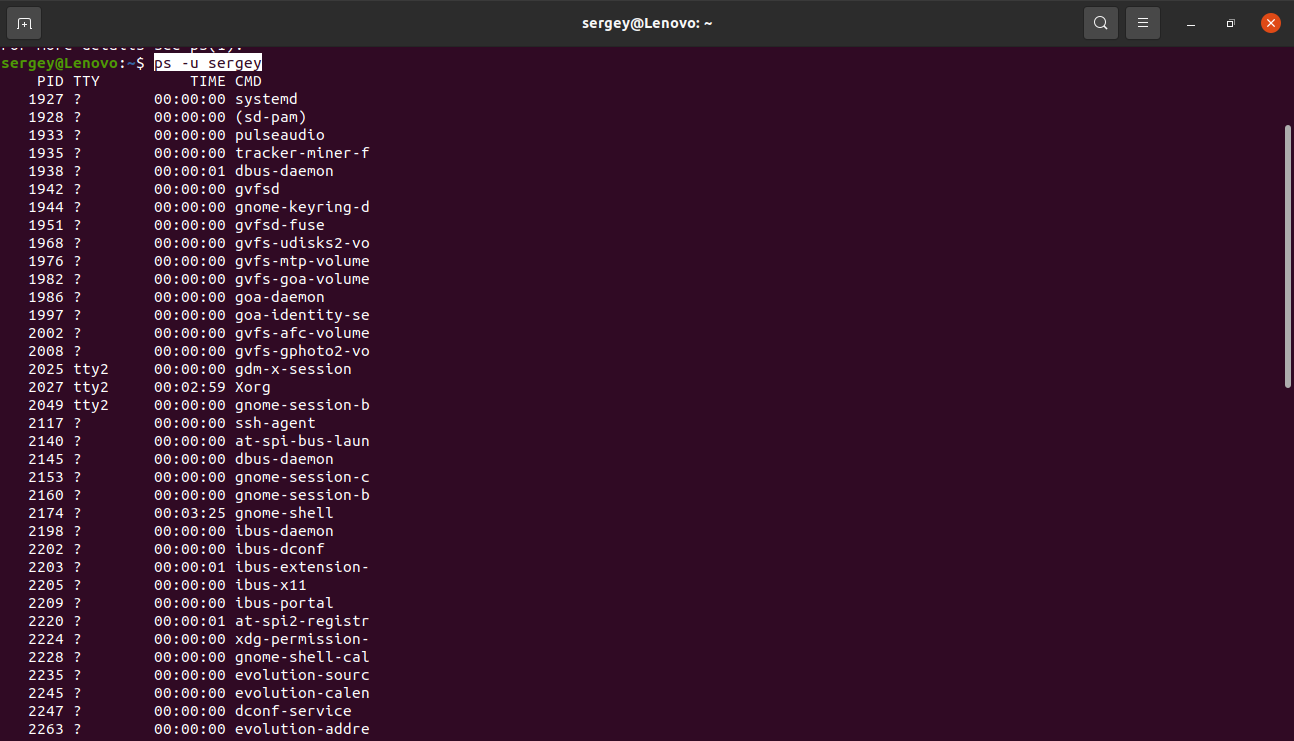 sergey@Lenovo: ~
For more details see ps(1).
sergey@Lenovo:~$ ps -u sergey
PID TTY          TIME CMD
1927 ?        00:00:00 systemd
1928 ?        00:00:00 (sd-pam)
1933 ?        00:00:00 pulseaudio
1935 ?        00:00:00 tracker-miner-f
1938 ?        00:00:01 dbus-daemon
1942 ?        00:00:00 gvfsd
1944 ?        00:00:00 gnome-keyring-d
1951 ?        00:00:00 gvfsd-fuse
1968 ?        00:00:00 gvfs-udisks2-vo
1976 ?        00:00:00 gvfs-mtp-volume
1982 ?        00:00:00 gvfs-goa-volume
1986 ?        00:00:00 goa-daemon
1997 ?        00:00:00 goa-identity-se
2002 ?        00:00:00 gvfs-afc-volume
2008 ?        00:00:00 gvfs-gphoto2-vo
2025 tty2     00:00:00 gdm-x-session
2027 tty2     00:02:59 Xorg
2049 tty2     00:00:00 gnome-session-b
2117 ?        00:00:00 ssh-agent
2140 ?        00:00:00 at-spi-bus-laun
2145 ?        00:00:00 dbus-daemon
2153 ?        00:00:00 gnome-session-c
2160 ?        00:00:00 gnome-session-b
2174 ?        00:03:25 gnome-shell
2198 ?        00:00:00 ibus-daemon
2202 ?        00:00:00 ibus-dconf
2203 ?        00:00:01 ibus-extension-
2205 ?        00:00:00 ibus-x11
2209 ?        00:00:00 ibus-portal
2220 ?        00:00:01 at-spi2-registr
2224 ?        00:00:00 xdg-permission-
2228 ?        00:00:00 gnome-shell-cal
2235 ?        00:00:00 evolution-sourc
2245 ?        00:00:00 evolution-calen
2247 ?        00:00:00 dconf-service
2263 ?        00:00:00 evolution-addre